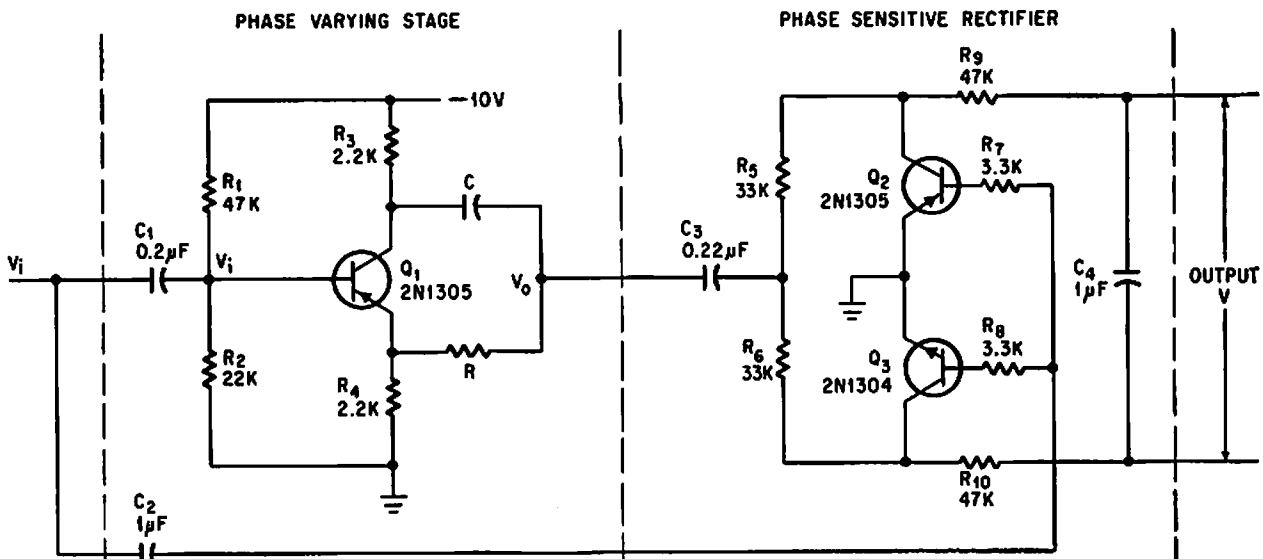 PHASE VARYING STAGE
PHASE SENSITIVE RECTIFIER
R9
47K
−10V
R3
2.2K
R7
3.3K
R5
33K
Q2
2N1305
R1
47K
C
C1
0.2µF
C3
0.22µF
Vi
Vi
Q1
2N1305
Vo
C4
1µF
OUTPUT
V
R8
3.3K
R2
22K
R
R6
33K
Q3
2N1304
R4
2.2K
R10
47K
C2
1µF